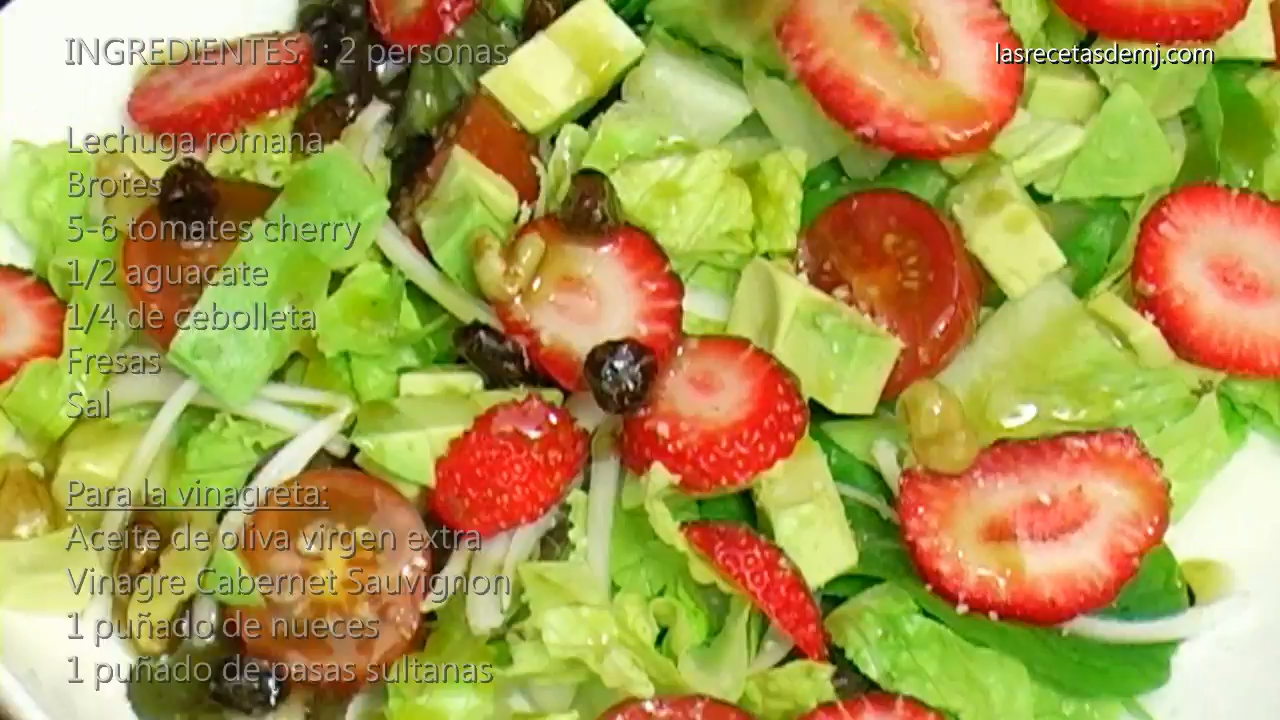 INGREDIENTES : 2 personas
lasrecetasdemj.com
Lechuga romana
Brotes
5-6 tomates cherry
1/2 aguacate
1/4 de cebolleta
Fresas
Sal
Para la vinagreta:
Aceite de oliva virgen extra
Vinagre Cabernet Sauvignon
1 puñado de nueces
1 puñado de pasas sultanas